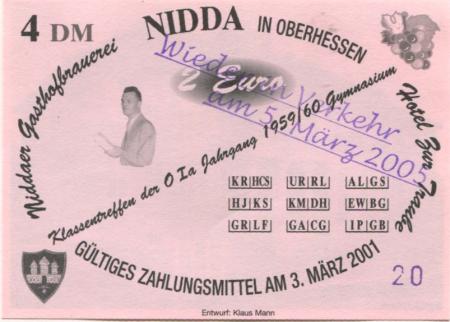 4 DM NIDDA IN OBERHESSEN
Niddaer Gasthofbrauerei
Hotel Zur Traube
2 Euro
Wieder im Verkehr
am 5. März 2005
Klassentreffen der O Ia Jahrgang 1959/60 Gymnasium
KR|HCS UR|RL| AL|GS
HJ|KS KM|DH EW|BG
GR|LF GA|CG IP|GB
GÜLTIGES ZAHLUNGSMITTEL AM 3. MÄRZ 2001
20
Entwurf: Klaus Mann